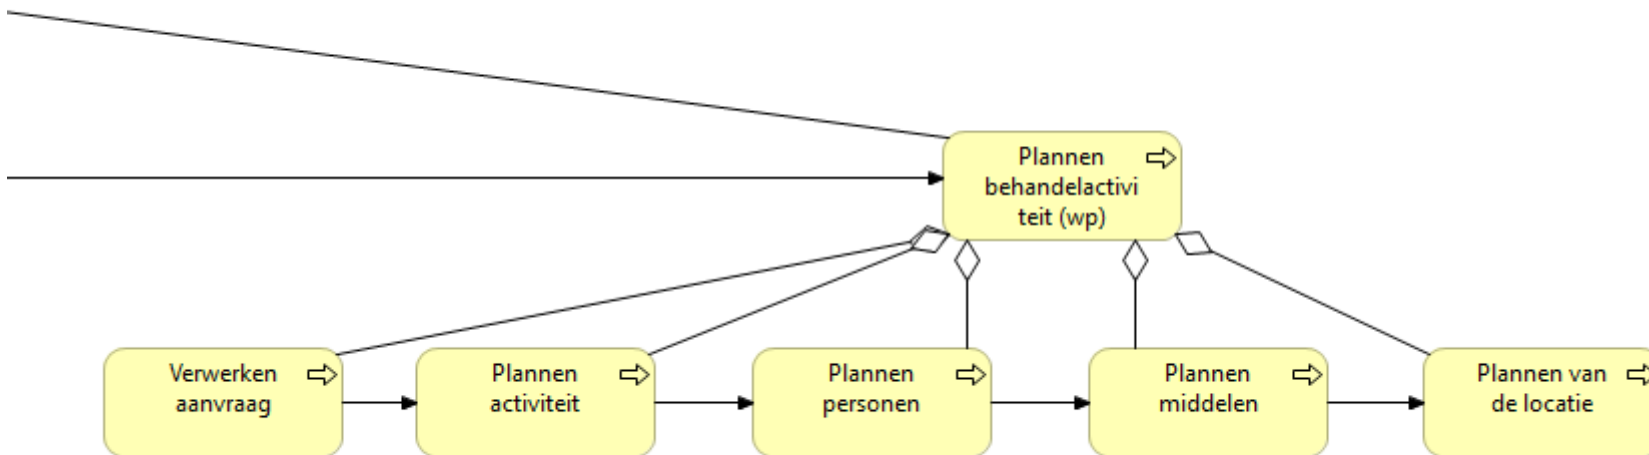 Plannen
behandelactivi
teit (wp)
Verwerken
aanvraag
Plannen
activiteit
Plannen
personen
Plannen
middelen
Plannen van
de locatie